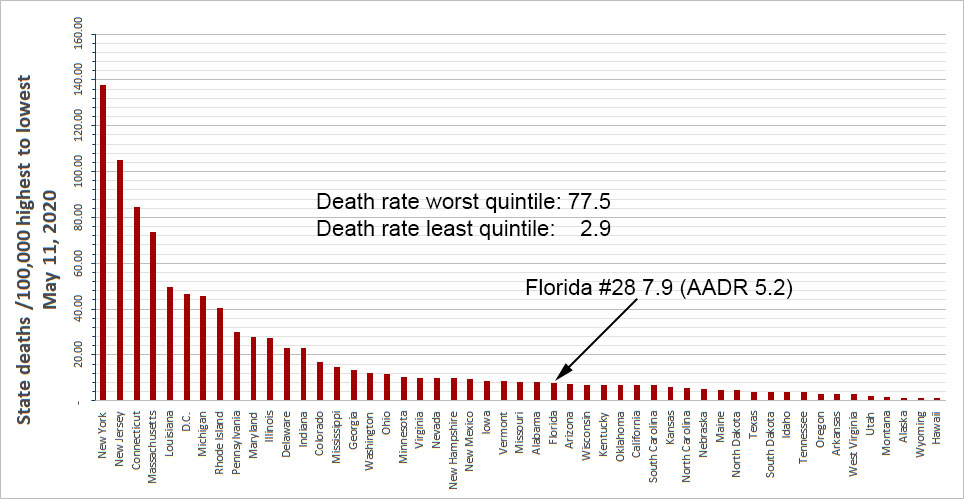 State deaths /100,000 highest to lowest
May 11, 2020
160.00
140.00
120.00
100.00
80.00
60.00
40.00
20.00
-
Death rate worst quintile: 77.5
Death rate least quintile: 2.9
Florida #28 7.9 (AADR 5.2)
New York
New Jersey
Connecticut
Massachusetts
Louisiana
D.C.
Michigan
Rhode Island
Pennsylvania
Maryland
Illinois
Delaware
Indiana
Colorado
Mississippi
Georgia
Washington
Ohio
Minnesota
Virginia
Nevada
New Hampshire
New Mexico
Iowa
Vermont
Missouri
Alabama
Florida
Arizona
Wisconsin
Kentucky
Oklahoma
California
South Carolina
Kansas
North Carolina
Nebraska
Maine
North Dakota
Texas
South Dakota
Idaho
Tennessee
Oregon
Arkansas
West Virginia
Utah
Montana
Alaska
Wyoming
Hawaii